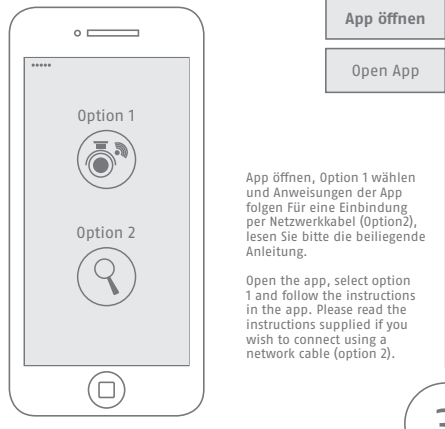 App öffnen
Open App
Option 1
Option 2
App öffnen, Option 1 wählen
und Anweisungen der App
folgen Für eine Einbindung
per Netzwerkkabel (Option2),
lesen Sie bitte die beiliegende
Anleitung.
Open the app, select option
1 and follow the instructions
in the app. Please read the
instructions supplied if you
wish to connect using a
network cable (option 2).